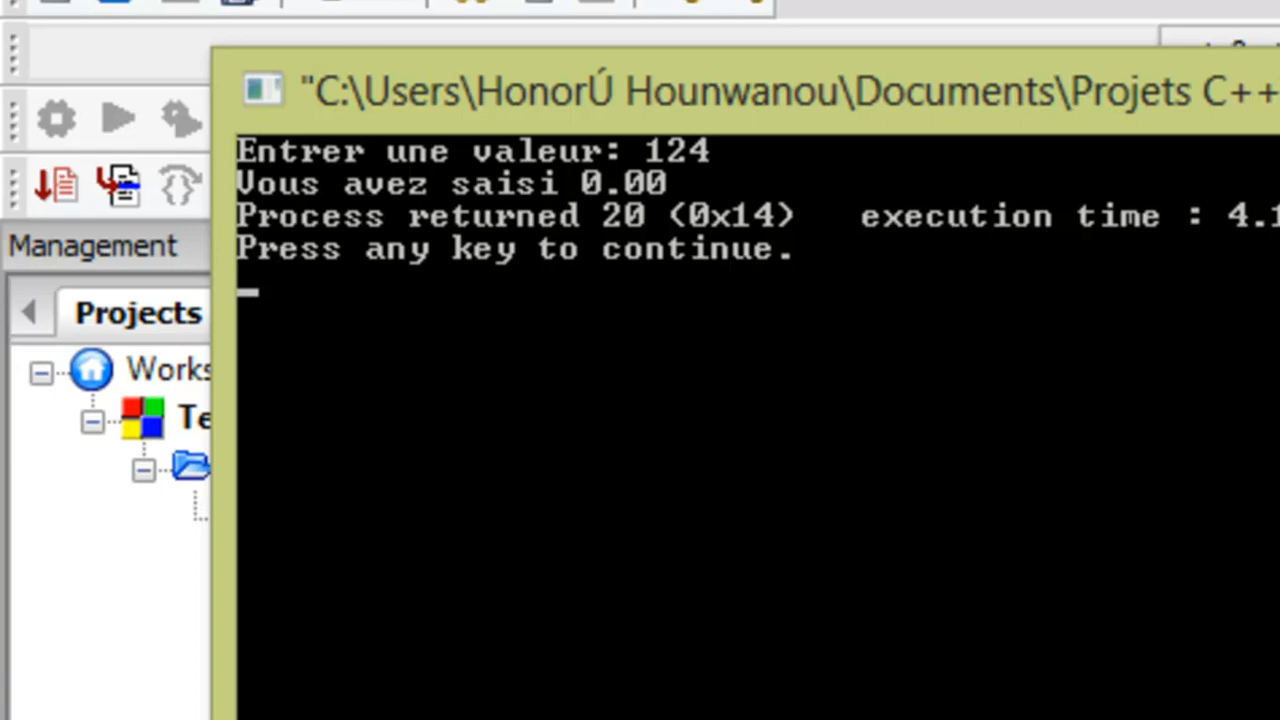 "C:\Users\HonorÚ Hounwanou\Documents\Projets C++
Entrer une valeur: 124
Vous avez saisi 0.00
Process returned 20 (0x14)   execution time : 4.1
Press any key to continue.
Management
Projects
Works
Te